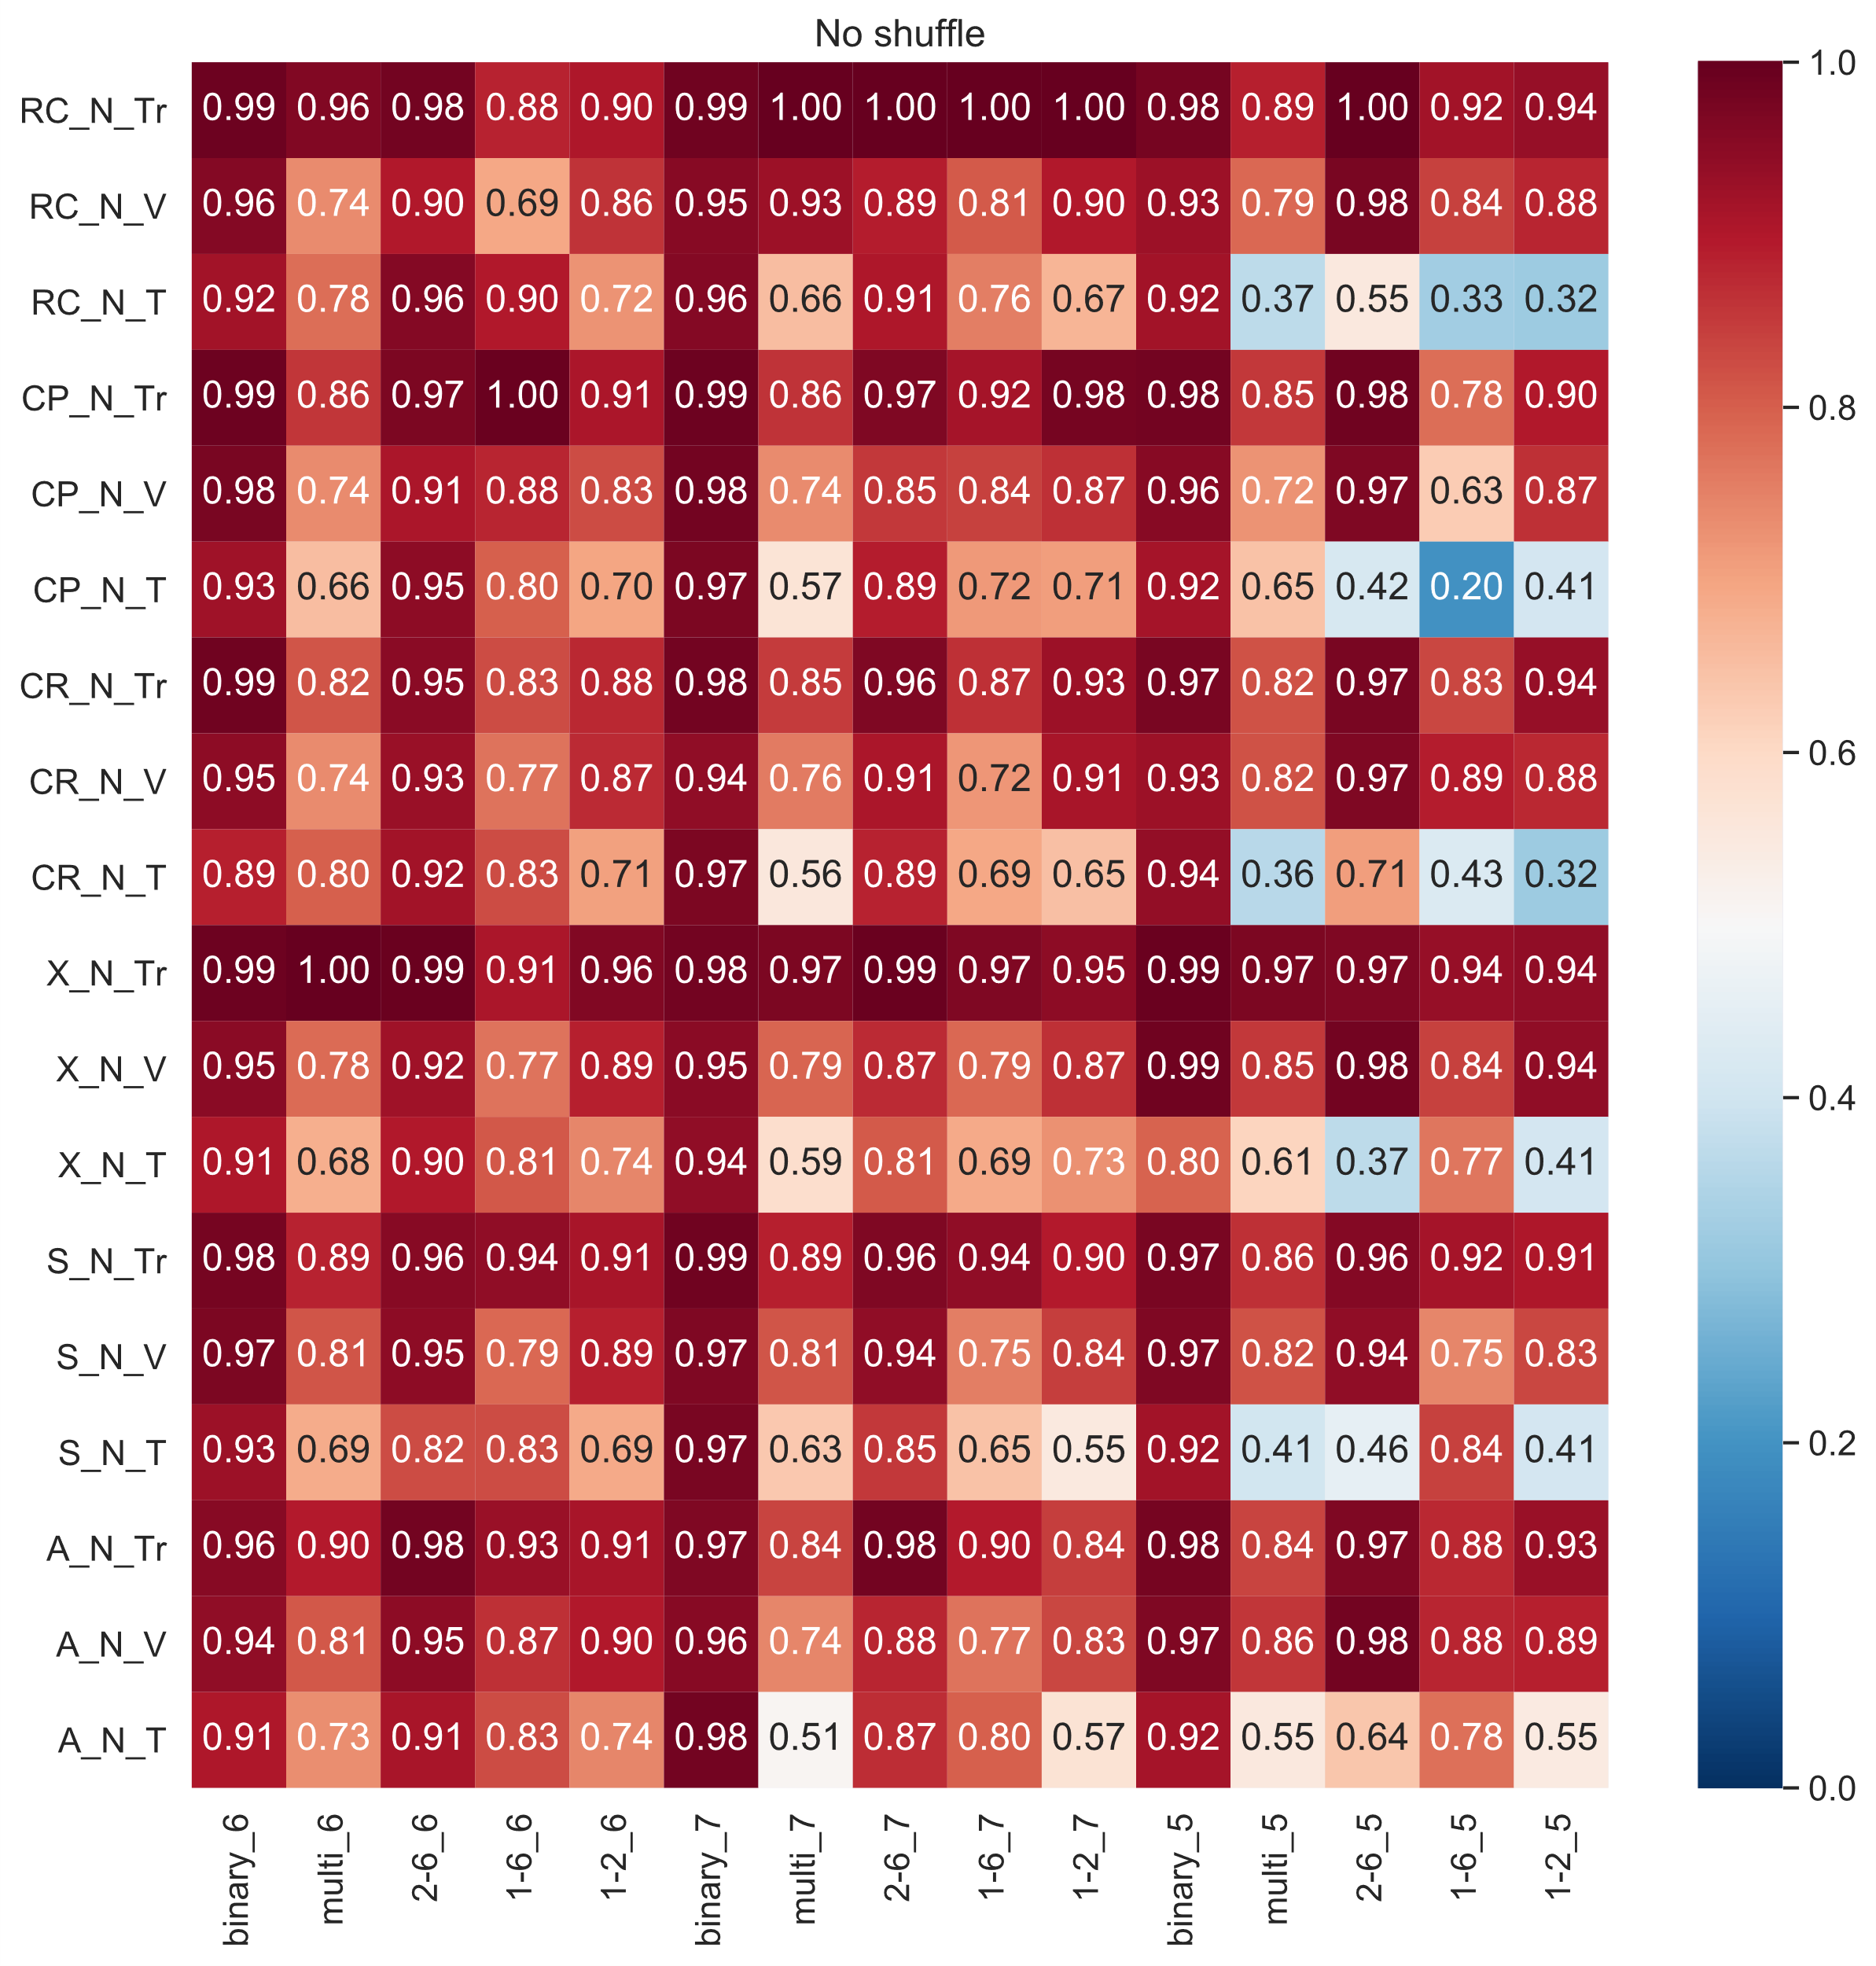 No shuffle
RC_N_Tr 0.99 0.96 0.98 0.88 0.90 0.99 1.00 1.00 1.00 1.00 0.98 0.89 1.00 0.92 0.94
RC_N_V 0.96 0.74 0.90 0.69 0.86 0.95 0.93 0.89 0.81 0.90 0.93 0.79 0.98 0.84 0.88
RC_N_T 0.92 0.78 0.96 0.90 0.72 0.96 0.66 0.91 0.76 0.67 0.92 0.37 0.55 0.33 0.32
CP_N_Tr 0.99 0.86 0.97 1.00 0.91 0.99 0.86 0.97 0.92 0.98 0.98 0.85 0.98 0.78 0.90
CP_N_V 0.98 0.74 0.91 0.88 0.83 0.98 0.74 0.85 0.84 0.87 0.96 0.72 0.97 0.63 0.87
CP_N_T 0.93 0.66 0.95 0.80 0.70 0.97 0.57 0.89 0.72 0.71 0.92 0.65 0.42 0.20 0.41
CR_N_Tr 0.99 0.82 0.95 0.83 0.88 0.98 0.85 0.96 0.87 0.93 0.97 0.82 0.97 0.83 0.94
CR_N_V 0.95 0.74 0.93 0.77 0.87 0.94 0.76 0.91 0.72 0.91 0.93 0.82 0.97 0.89 0.88
CR_N_T 0.89 0.80 0.92 0.83 0.71 0.97 0.56 0.89 0.69 0.65 0.94 0.36 0.71 0.43 0.32
X_N_Tr 0.99 1.00 0.99 0.91 0.96 0.98 0.97 0.99 0.97 0.95 0.99 0.97 0.97 0.94 0.94
X_N_V 0.95 0.78 0.92 0.77 0.89 0.95 0.79 0.87 0.79 0.87 0.99 0.85 0.98 0.84 0.94
X_N_T 0.91 0.68 0.90 0.81 0.74 0.94 0.59 0.81 0.69 0.73 0.80 0.61 0.37 0.77 0.41
S_N_Tr 0.98 0.89 0.96 0.94 0.91 0.99 0.89 0.96 0.94 0.90 0.97 0.86 0.96 0.92 0.91
S_N_V 0.97 0.81 0.95 0.79 0.89 0.97 0.81 0.94 0.75 0.84 0.97 0.82 0.94 0.75 0.83
S_N_T 0.93 0.69 0.82 0.83 0.69 0.97 0.63 0.85 0.65 0.55 0.92 0.41 0.46 0.84 0.41
A_N_Tr 0.96 0.90 0.98 0.93 0.91 0.97 0.84 0.98 0.90 0.84 0.98 0.84 0.97 0.88 0.93
A_N_V 0.94 0.81 0.95 0.87 0.90 0.96 0.74 0.88 0.77 0.83 0.97 0.86 0.98 0.88 0.89
A_N_T 0.91 0.73 0.91 0.83 0.74 0.98 0.51 0.87 0.80 0.57 0.92 0.55 0.64 0.78 0.55
binary_6 multi_6 2-6_6 1-6_6 1-2_6 binary_7 multi_7 2-6_7 1-6_7 1-2_7 binary_5 multi_5 2-6_5 1-6_5 1-2_5
1.0
0.8
0.6
0.4
0.2
0.0